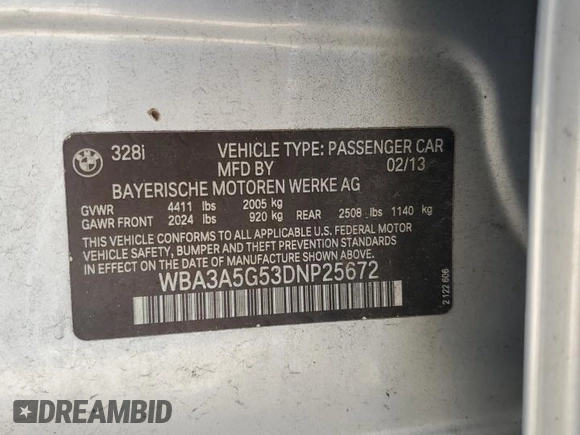 328i VEHICLE TYPE: PASSENGER CAR
MFD BY 02/13
BAYERISCHE MOTOREN WERKE AG
GVWR 4411 lbs 2005 kg
GAWR FRONT 2024 lbs 920 kg REAR 2508 lbs 1140 kg
THIS VEHICLE CONFORMS TO ALL APPLICABLE U.S. FEDERAL MOTOR
VEHICLE SAFETY, BUMPER AND THEFT PREVENTION STANDARDS
IN EFFECT ON THE DATE OF MANUFACTURE SHOWN ABOVE.
WBA3A5G53DNP25672
2 122 606
DREAMBID